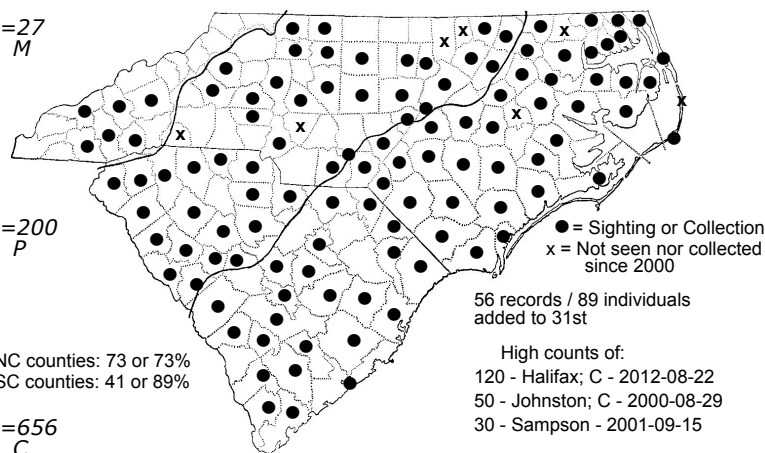 =27
M
=200
P
● = Sighting or Collection
x = Not seen nor collected
since 2000
56 records / 89 individuals
added to 31st
NC counties: 73 or 73%
SC counties: 41 or 89%
High counts of:
120 - Halifax; C - 2012-08-22
50 - Johnston; C - 2000-08-29
30 - Sampson - 2001-09-15
=656
C